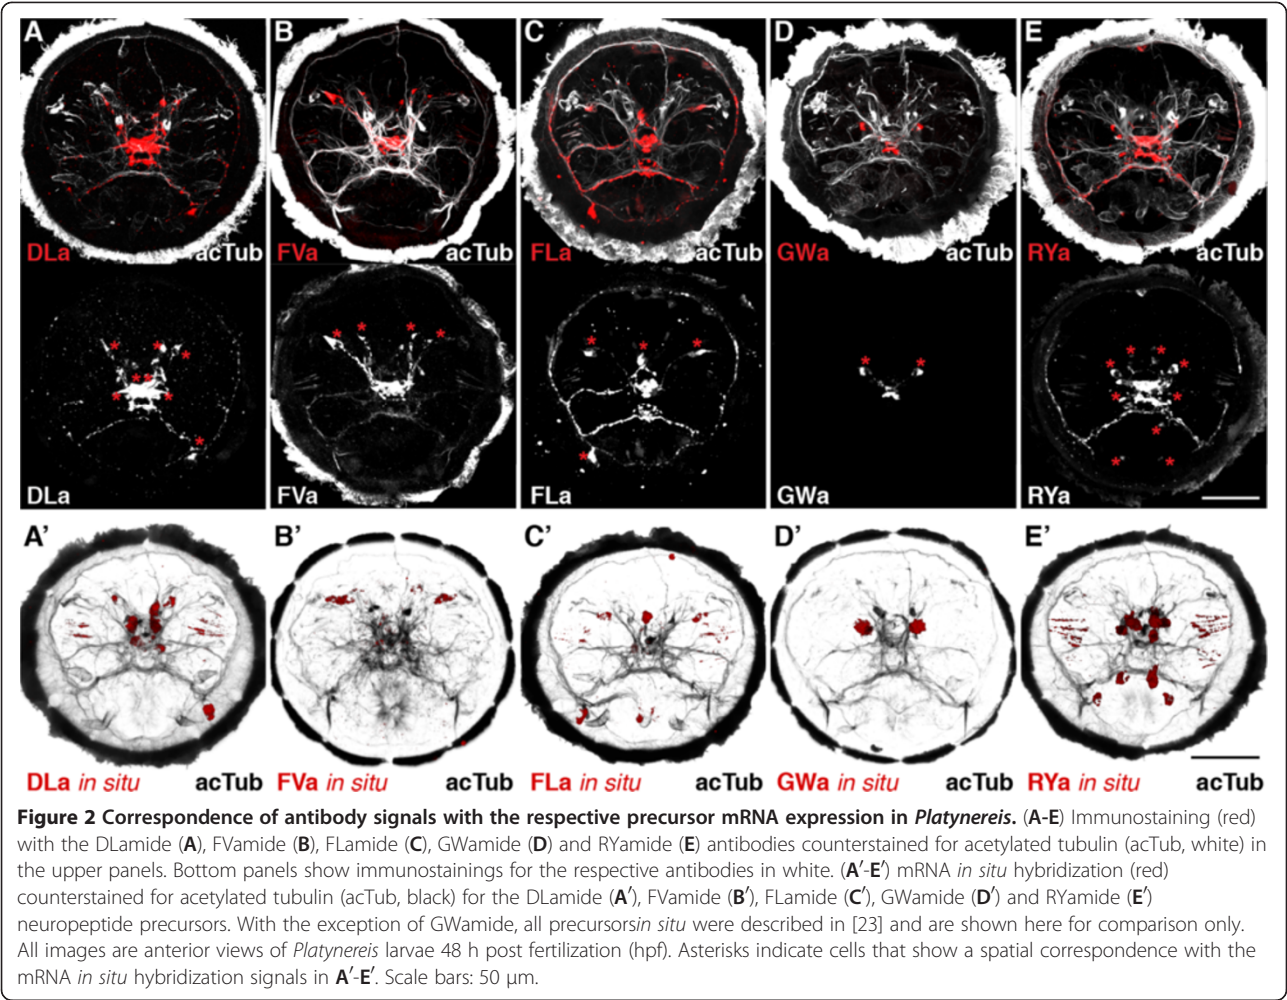 A B C D E
DLa acTub FVa acTub FLa acTub GWa acTub RYa acTub
* * * * * * * * * * * * * * * * * * * * * * * * * * * *
DLa FVa FLa GWa RYa
A′ B′ C′ D′ E′
DLa in situ acTub FVa in situ acTub FLa in situ acTub GWa in situ acTub RYa in situ acTub
Figure 2 Correspondence of antibody signals with the respective precursor mRNA expression in Platynereis. (A-E) Immunostaining (red)
with the DLamide (A), FVamide (B), FLamide (C), GWamide (D) and RYamide (E) antibodies counterstained for acetylated tubulin (acTub, white) in
the upper panels. Bottom panels show immunostainings for the respective antibodies in white. (A′-E′) mRNA in situ hybridization (red)
counterstained for acetylated tubulin (acTub, black) for the DLamide (A′), FVamide (B′), FLamide (C′), GWamide (D′) and RYamide (E′)
neuropeptide precursors. With the exception of GWamide, all precursorsin situ were described in [23] and are shown here for comparison only.
All images are anterior views of Platynereis larvae 48 h post fertilization (hpf). Asterisks indicate cells that show a spatial correspondence with the
mRNA in situ hybridization signals in A′-E′. Scale bars: 50 μm.